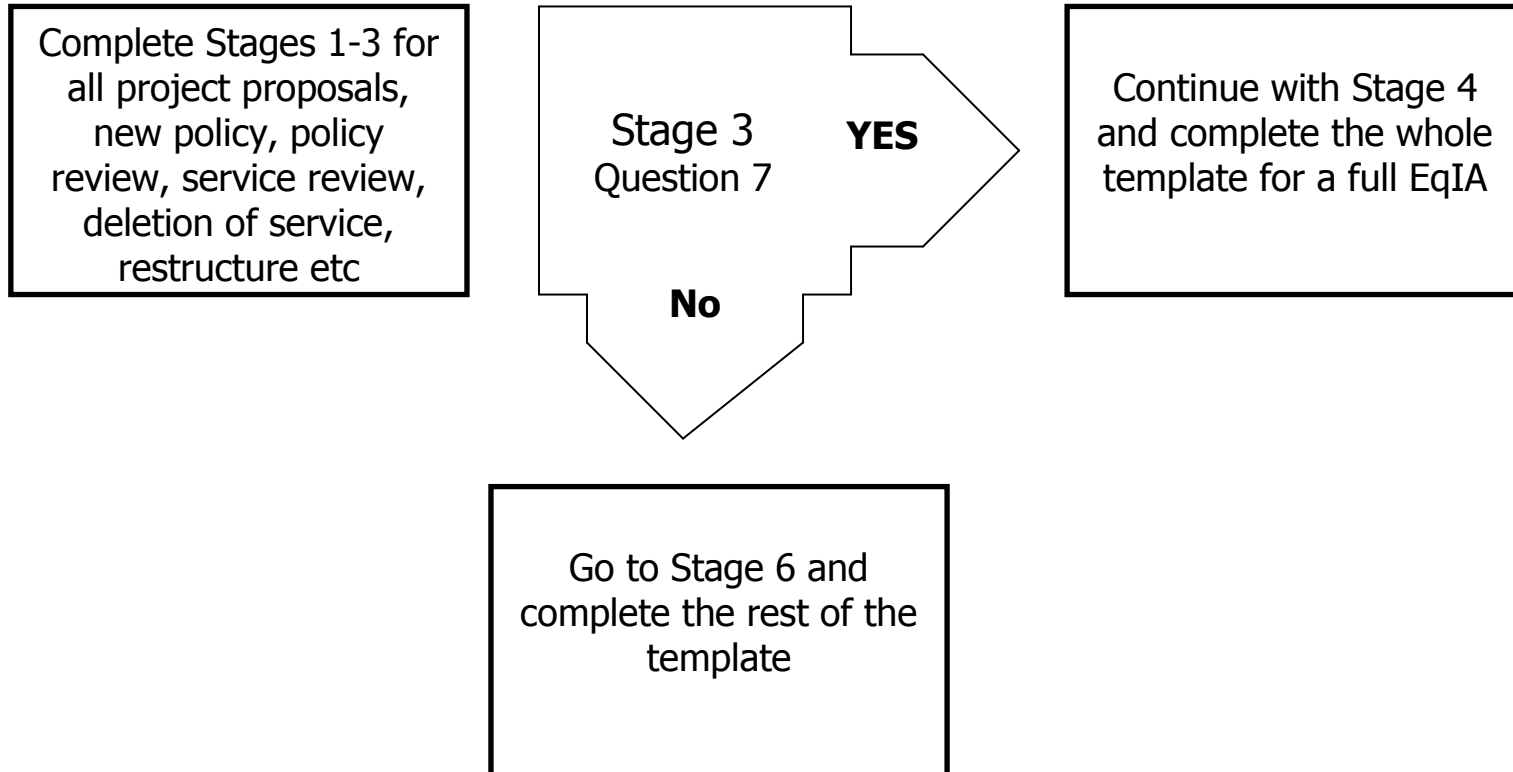 Complete Stages 1-3 for
all project proposals,
new policy, policy
review, service review,
deletion of service,
restructure etc
Stage 3
Question 7
YES
No
Continue with Stage 4
and complete the whole
template for a full EqIA
Go to Stage 6 and
complete the rest of the
template